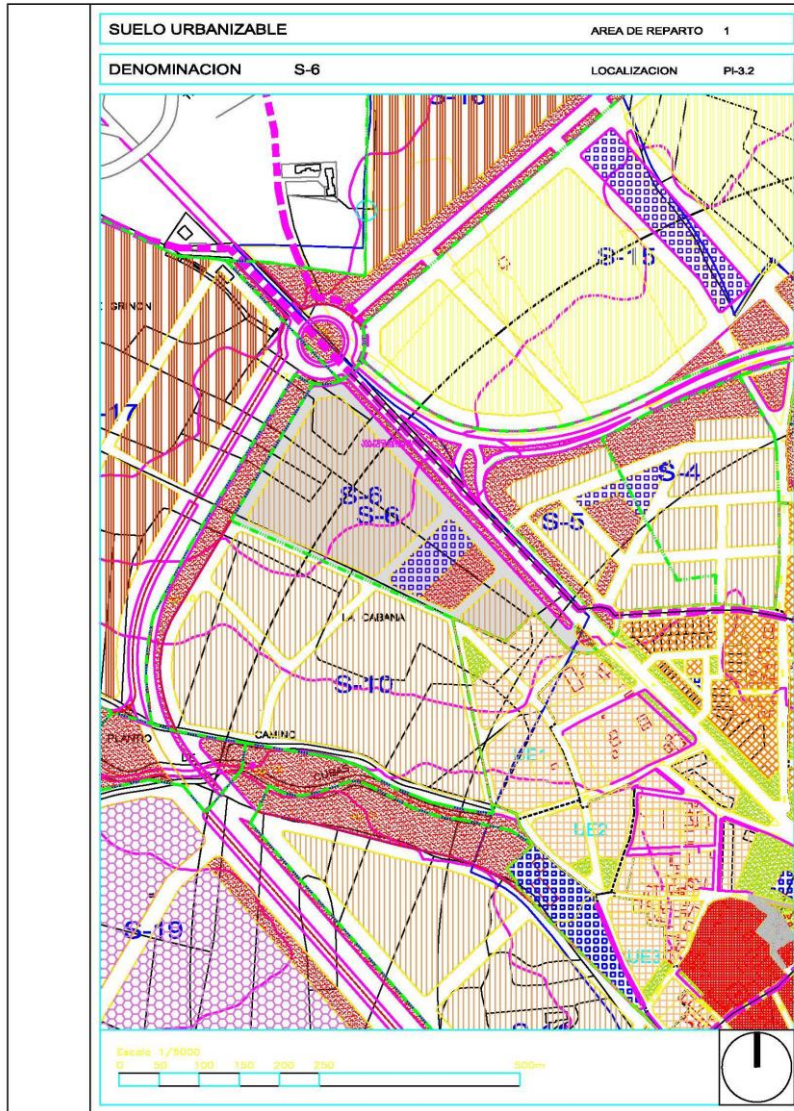 SUELO URBANIZABLE
AREA DE REPARTO 1
DENOMINACION S-6
LOCALIZACION PI-3.2
S-15
GRIÑON
-17
S-6
S-6
S-4
S-5
LA CABAÑA
S-10
PLANTIO
DE
CAMINO
CUBAS
UE1
UE2
S-19
UE3
Escala 1/5000
0 50 100 150 200 250 500m